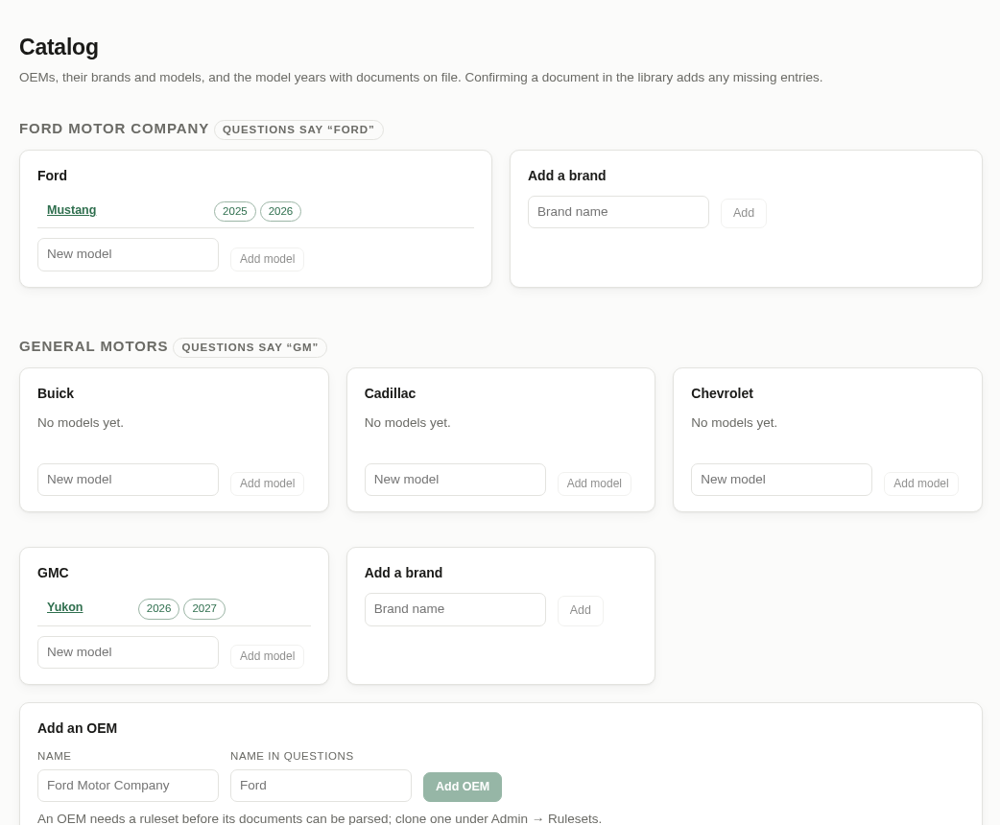 Catalog
OEMs, their brands and models, and the model years with documents on file. Confirming a document in the library adds any missing entries.
FORD MOTOR COMPANY QUESTIONS SAY “FORD”
Ford
Mustang 2025 2026
New model Add model
Add a brand
Brand name Add
GENERAL MOTORS QUESTIONS SAY “GM”
Buick
No models yet.
New model Add model
Cadillac
No models yet.
New model Add model
Chevrolet
No models yet.
New model Add model
GMC
Yukon 2026 2027
New model Add model
Add a brand
Brand name Add
Add an OEM
NAME NAME IN QUESTIONS
Ford Motor Company Ford Add OEM
An OEM needs a ruleset before its documents can be parsed; clone one under Admin → Rulesets.